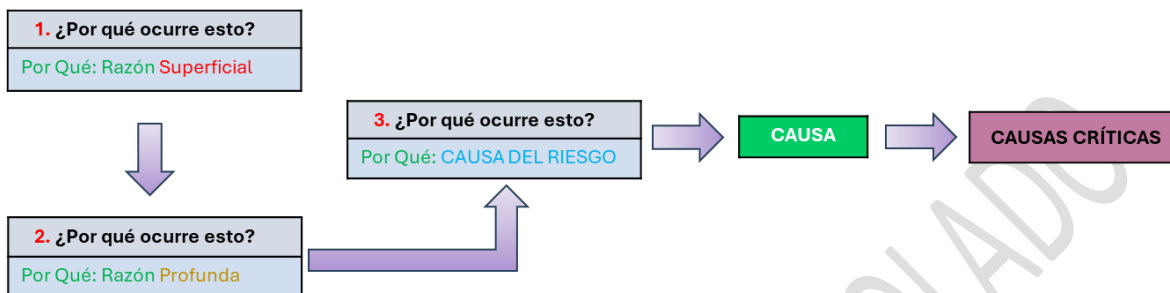 1. ¿Por qué ocurre esto?
Por Qué: Razón Superficial
2. ¿Por qué ocurre esto?
Por Qué: Razón Profunda
3. ¿Por qué ocurre esto?
Por Qué: CAUSA DEL RIESGO
CAUSA
CAUSAS CRÍTICAS